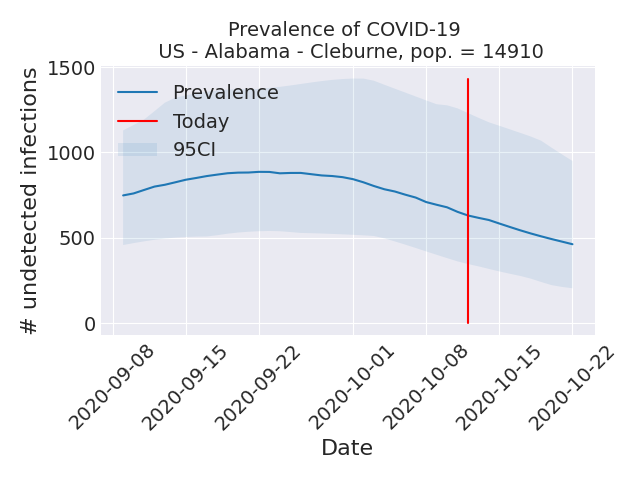 Prevalence of COVID-19
US - Alabama - Cleburne, pop. = 14910
# undetected infections
1500
1000
500
0
Prevalence
Today
95CI
2020-09-08
2020-09-15
2020-09-22
2020-10-01
2020-10-08
2020-10-15
2020-10-22
Date